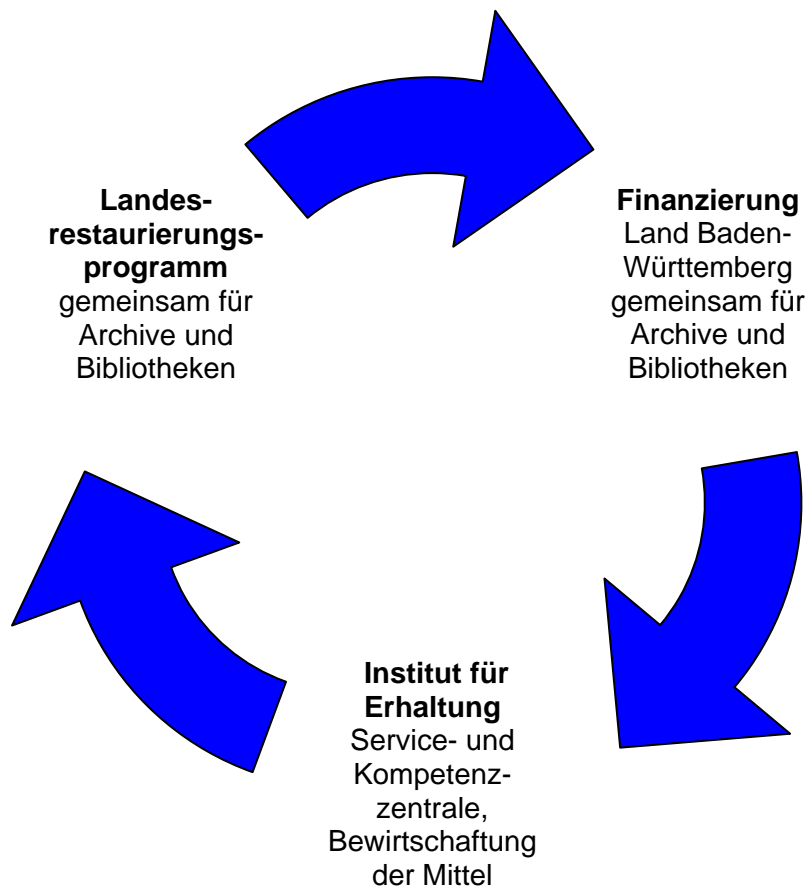 Landes-
restaurierungs-
programm
gemeinsam für
Archive und
Bibliotheken
Finanzierung
Land Baden-
Württemberg
gemeinsam für
Archive und
Bibliotheken
Institut für
Erhaltung
Service- und
Kompetenz-
zentrale,
Bewirtschaftung
der Mittel